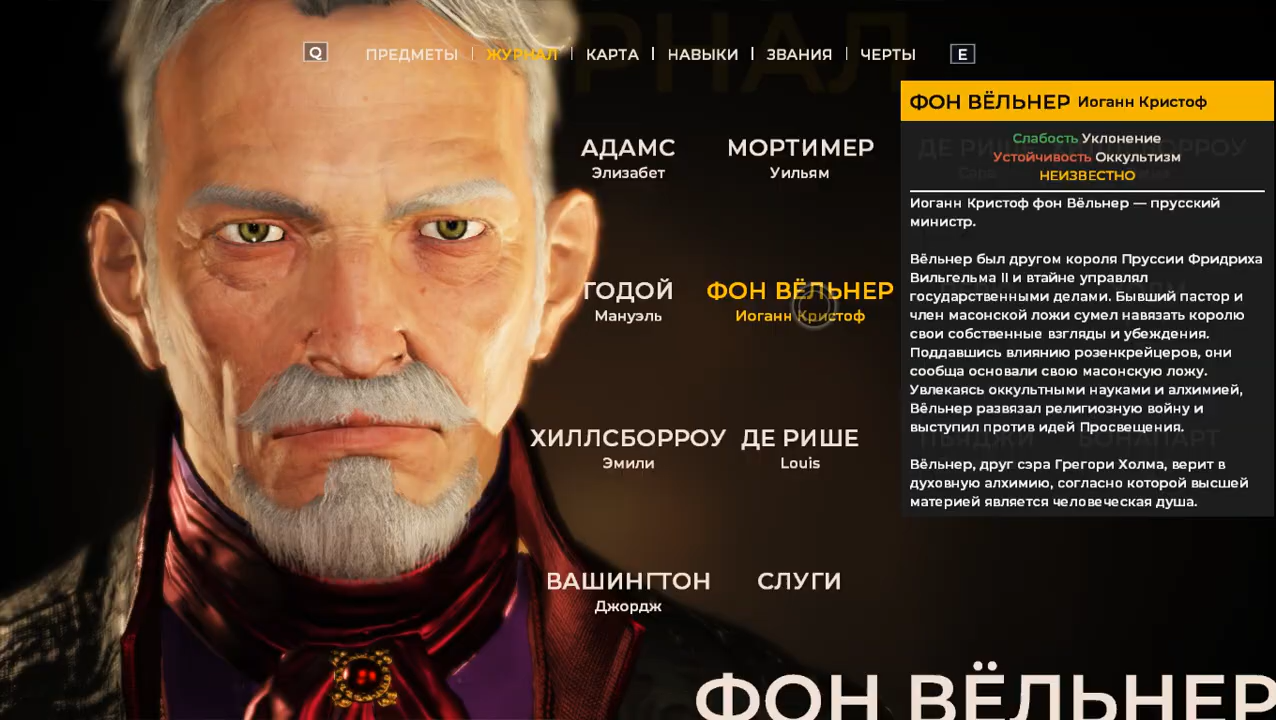 Q ПРЕДМЕТЫ ЖУРНАЛ КАРТА НАВЫКИ ЗВАНИЯ ЧЕРТЫ E
АДАМС
Элизабет
МОРТИМЕР
Уильям
ГОДОЙ
Мануэль
ФОН ВЁЛЬНЕР
Иоганн Кристоф
ХИЛЛСБОРРОУ
Эмили
ДЕ РИШЕ
Louis
ВАШИНГТОН
Джордж
СЛУГИ
ФОН ВЁЛЬНЕР Иоганн Кристоф
Слабость Уклонение
Устойчивость Оккультизм
НЕИЗВЕСТНО
Иоганн Кристоф фон Вёльнер — прусский
министр.
Вёльнер был другом короля Пруссии Фридриха
Вильгельма II и втайне управлял
государственными делами. Бывший пастор и
член масонской ложи сумел навязать королю
свои собственные взгляды и убеждения.
Поддавшись влиянию розенкрейцеров, они
сообща основали свою масонскую ложу.
Увлекаясь оккультными науками и алхимией,
Вёльнер развязал религиозную войну и
выступил против идей Просвещения.
Вёльнер, друг сэра Грегори Холма, верит в
духовную алхимию, согласно которой высшей
материей является человеческая душа.
ФОН ВЁЛЬНЕР